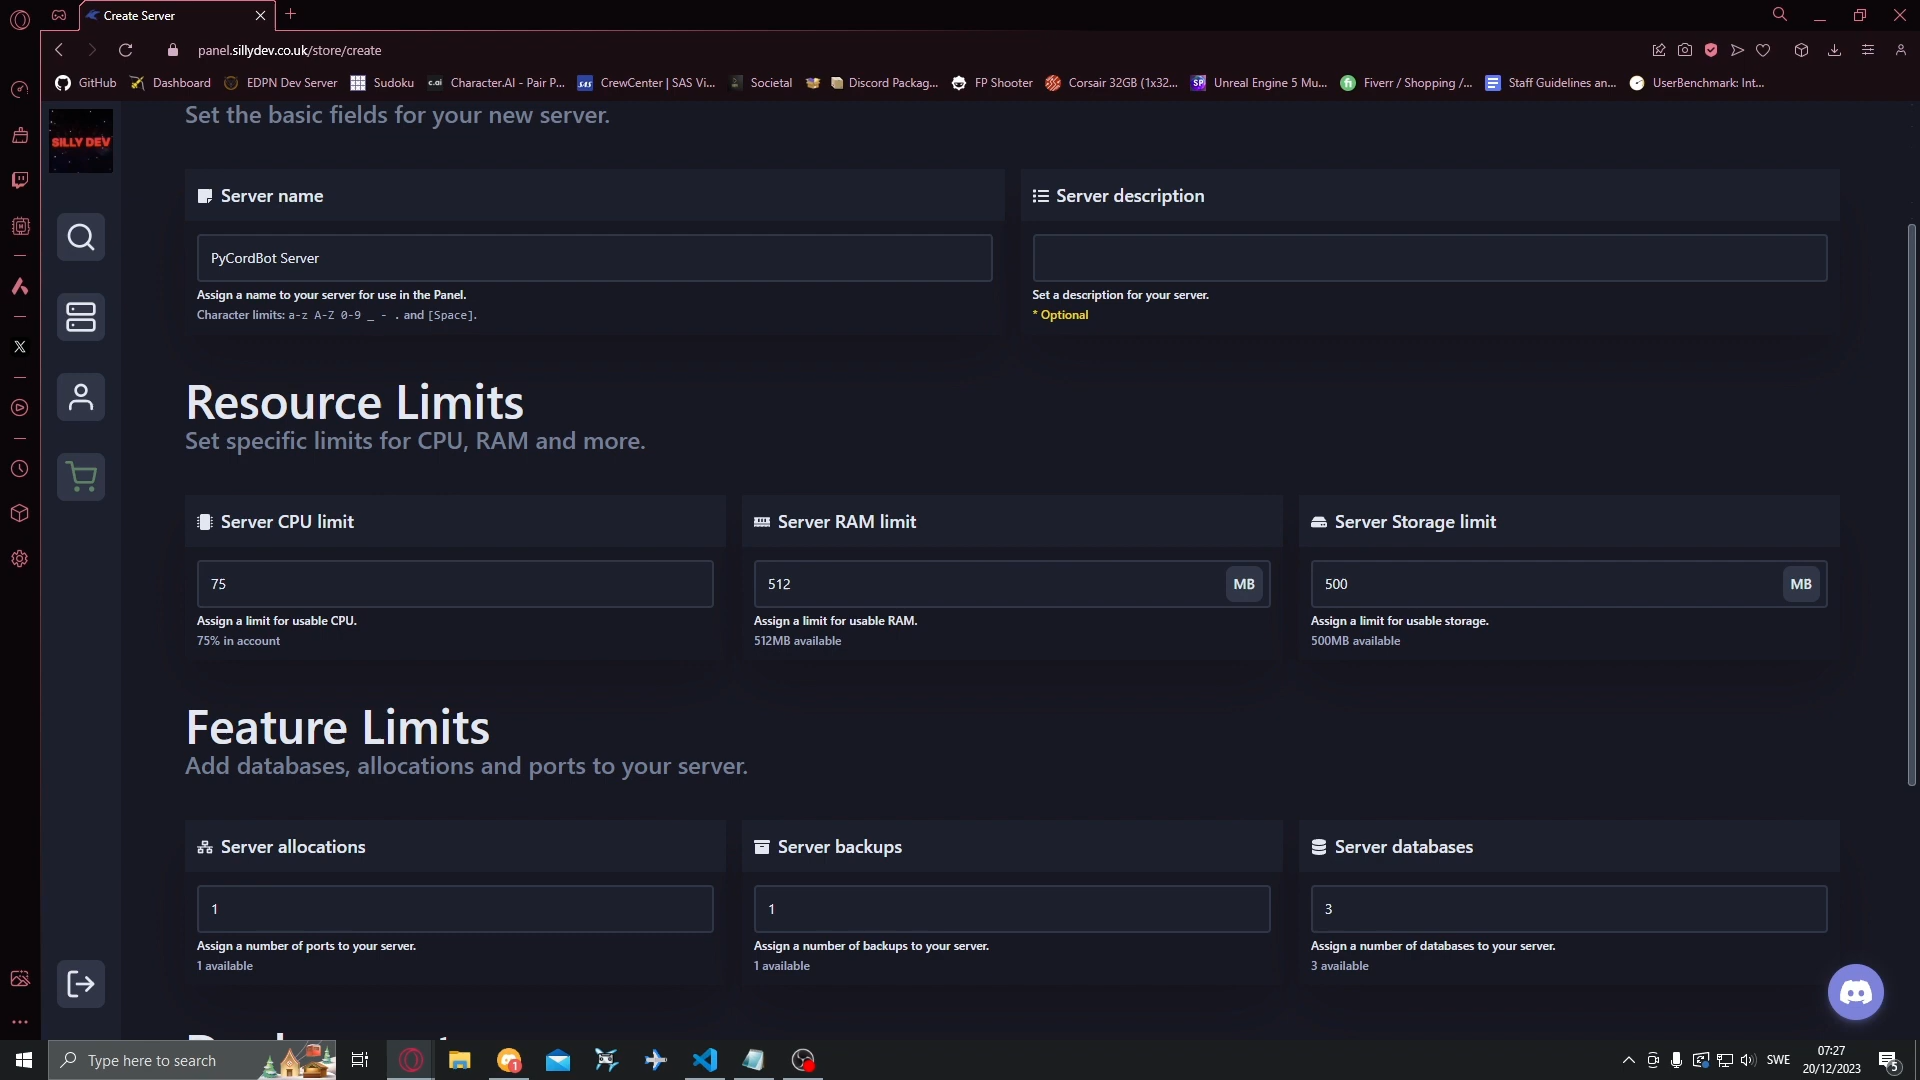 Create Server
panel.sillydev.co.uk/store/create
GitHub
Dashboard
EDPN Dev Server
Sudoku
c.ai
Character.AI - Pair P...
SAS
CrewCenter | SAS Vi...
Societal
Discord Packag...
FP Shooter
Corsair 32GB (1x32...
SP
Unreal Engine 5 Mu...
fi
Fiverr / Shopping /...
Staff Guidelines an...
UserBenchmark: Int...
SILLY DEV
Set the basic fields for your new server.
Server name
Server description
PyCordBot Server
Assign a name to your server for use in the Panel.
Character limits: a-z A-Z 0-9 _ - . and [Space].
Set a description for your server.
* Optional
Resource Limits
Set specific limits for CPU, RAM and more.
Server CPU limit
Server RAM limit
Server Storage limit
75
512
MB
500
MB
Assign a limit for usable CPU.
75% in account
Assign a limit for usable RAM.
512MB available
Assign a limit for usable storage.
500MB available
Feature Limits
Add databases, allocations and ports to your server.
Server allocations
Server backups
Server databases
1
1
3
Assign a number of ports to your server.
1 available
Assign a number of backups to your server.
1 available
Assign a number of databases to your server.
3 available
Type here to search
1
SWE
07:27
20/12/2023
5